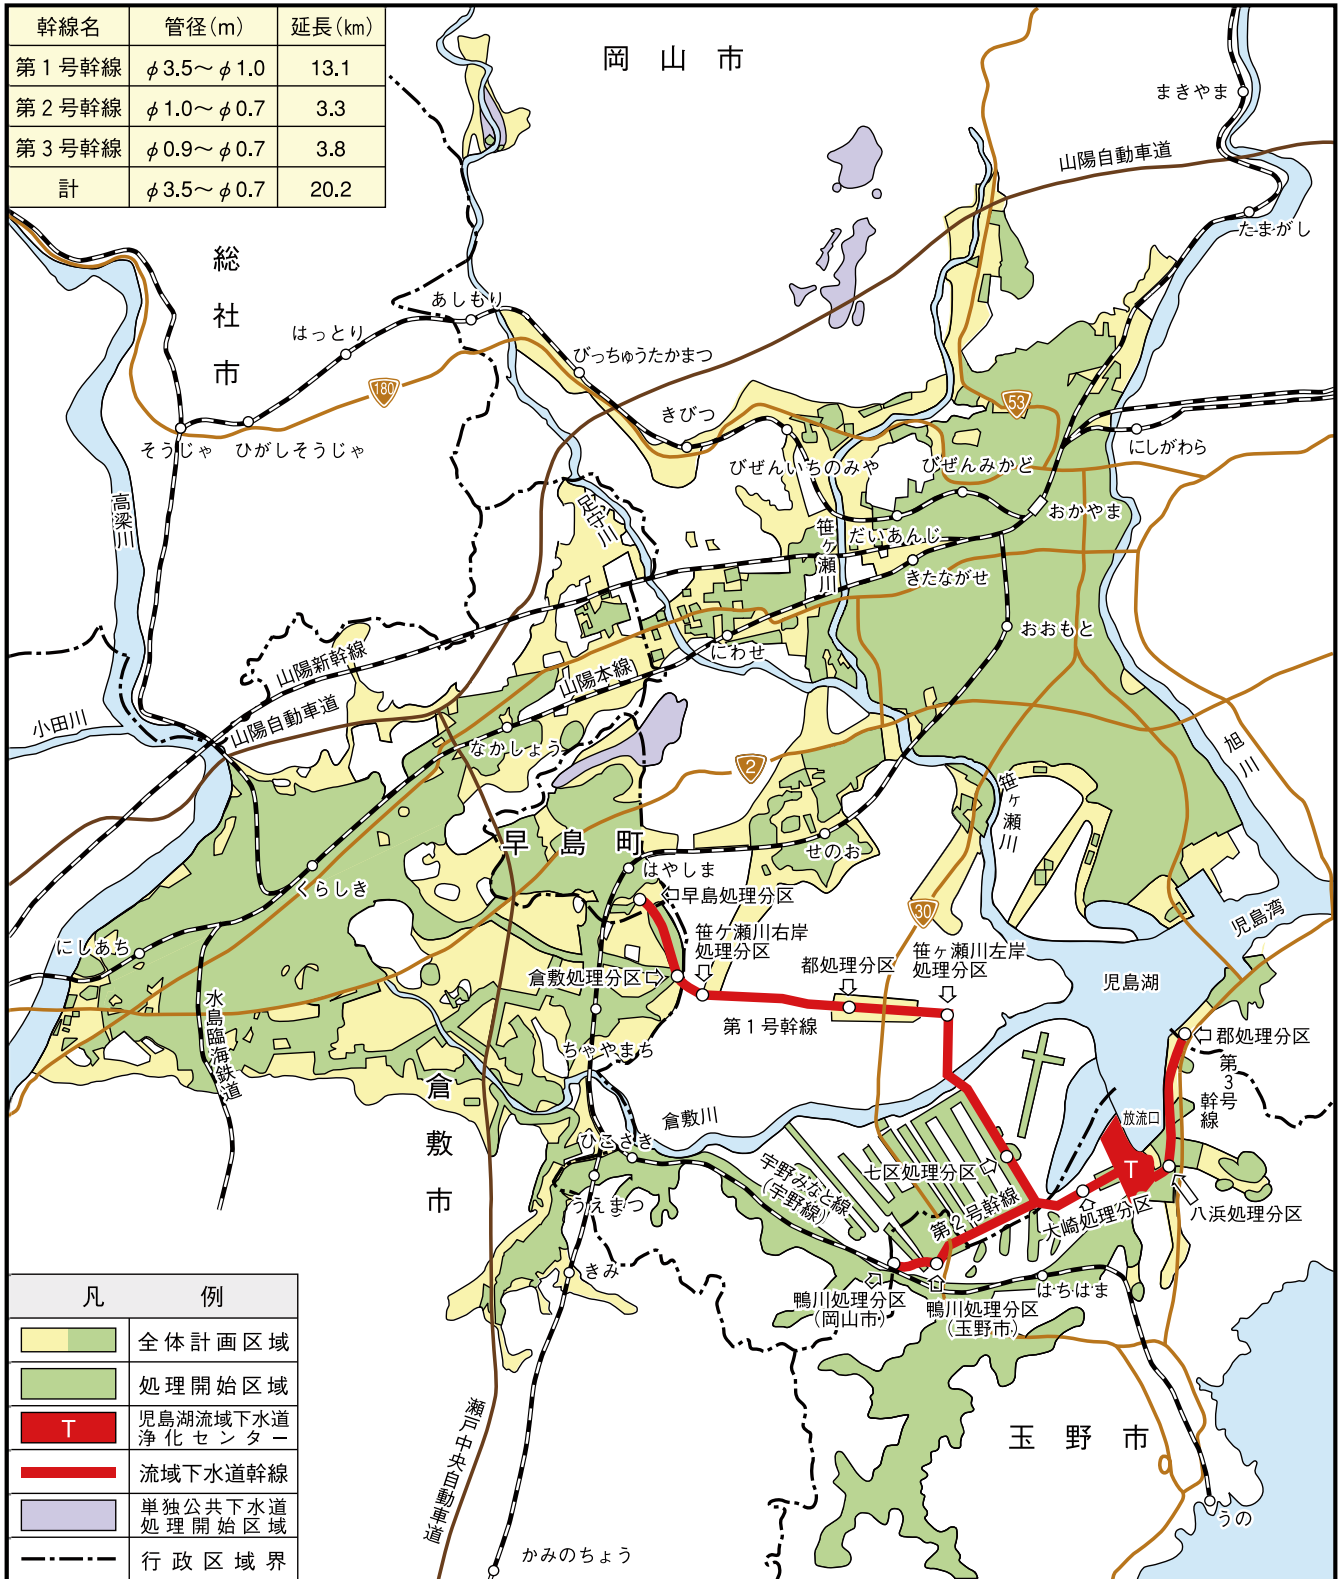 幹線名 管径(m) 延長(km)
第1号幹線 φ3.5～φ1.0 13.1
第2号幹線 φ1.0～φ0.7 3.3
第3号幹線 φ0.9～φ0.7 3.8
計 φ3.5～φ0.7 20.2
岡山市
まきやま
山陽自動車道
たまがし
総社市
あしもり
はっとり
びっちゅうたかまつ
180
53
きびつ
そうじゃ
ひがしそうじゃ
びぜんいちのみや
びぜんみかど
にしがわら
高梁川
足守川
笹ヶ瀬川
だいあんじ
おかやま
きたながせ
おおもと
にわせ
山陽新幹線
山陽本線
小田川
山陽自動車道
なかしょう
旭川
2
笹ヶ瀬川
早島町
せのお
はやしま
くらしき
早島処理分区
30
児島湾
にしあち
笹ケ瀬川右岸
処理分区
笹ヶ瀬川左岸
処理分区
都処理分区
倉敷処理分区
児島湖
水島臨海鉄道
第1号幹線
郡処理分区
ちゃやまち
第3号幹線
倉敷市
倉敷川
放流口
ひこさき
宇野みなと線
(宇野線)
七区処理分区
T
うえまつ
第2号幹線
大崎処理分区
八浜処理分区
きみ
はちはま
鴨川処理分区
(岡山市)
鴨川処理分区
(玉野市)
凡例
全体計画区域
処理開始区域
T
児島湖流域下水道
浄化センター
流域下水道幹線
単独公共下水道
処理開始区域
行政区域界
瀬戸中央自動車道
玉野市
うの
かみのちょう